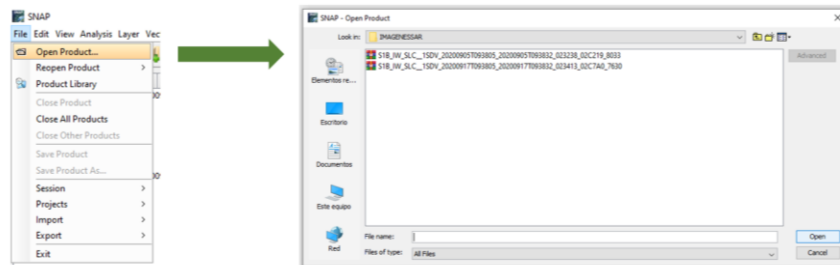 SNAP
File Edit View Analysis Layer Vec
Open Product...
Reopen Product
Product Library
Close Product
Close All Products
Close Other Products
Save Product
Save Product As...
Session
Projects
Import
Export
Exit
SNAP - Open Product
Look in: IMAGENESSAR
S1B_IW_SLC__1SDV_20200905T093805_20200905T093832_023238_02C219_8033
S1B_IW_SLC__1SDV_20200917T093805_20200917T093832_023413_02C7A0_7630
Advanced
Elementos re...
Escritorio
Documentos
Este equipo
Red
File name:
Open
Files of type: All Files
Cancel